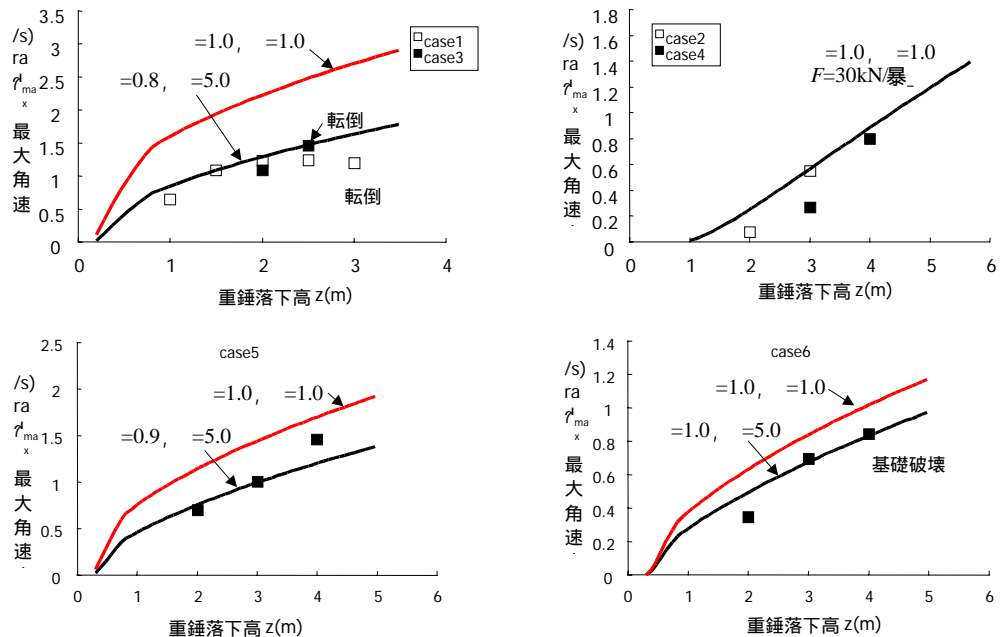 3.5
3
2.5
2
1.5
1
0.5
0
0
1
2
3
4
/s)
ra
max
最大角速
=1.0, =1.0
=0.8, =5.0
case1
case3
転倒
転倒
重錘落下高 z(m)
1.8
1.6
1.4
1.2
1
0.8
0.6
0.4
0.2
0
0
1
2
3
4
5
6
/s)
ra
max
最大角速
case2
case4
=1.0, =1.0
F=30kN/暴_
重錘落下高 z(m)
case5
2.5
2
1.5
1
0.5
0
0
1
2
3
4
5
6
/s)
ra
max
最大角速
=1.0, =1.0
=0.9, =5.0
重錘落下高 z(m)
case6
1.4
1.2
1
0.8
0.6
0.4
0.2
0
0
1
2
3
4
5
6
/s)
ra
max
最大角速
=1.0, =1.0
=1.0, =5.0
基礎破壊
重錘落下高 z(m)